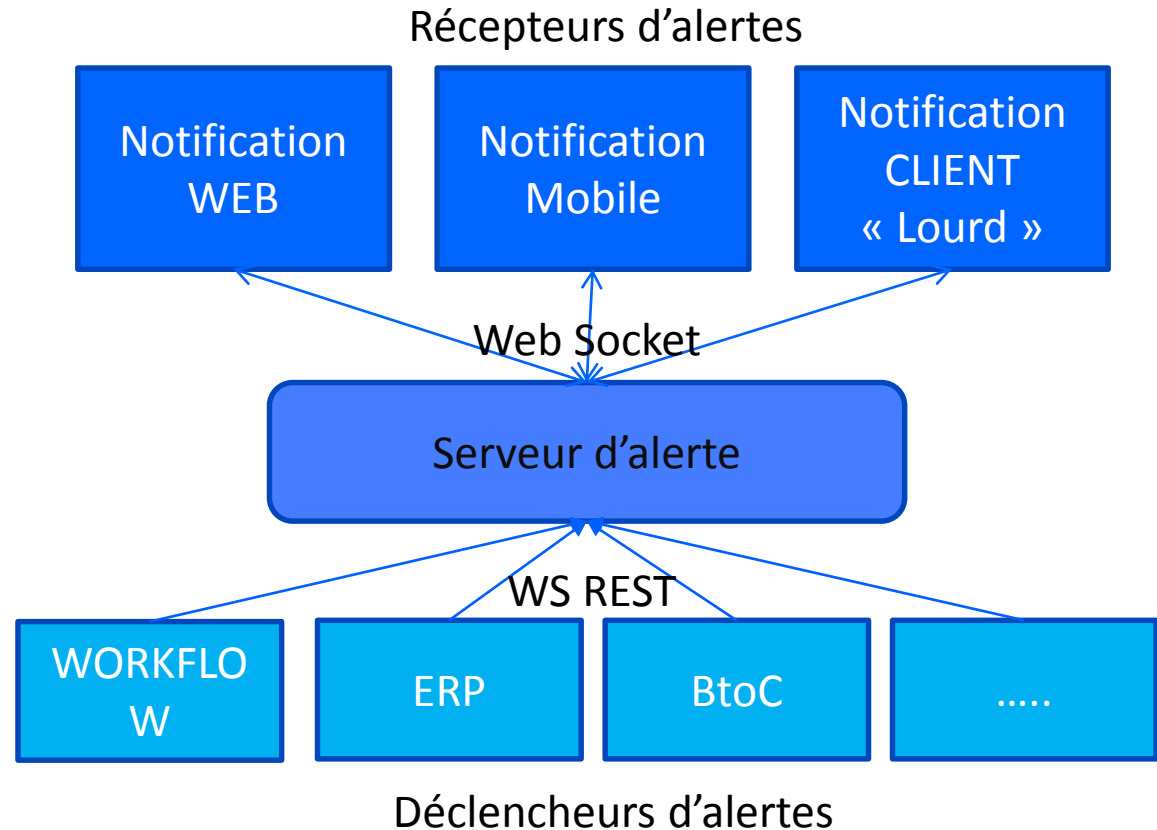 Récepteurs d’alertes
Notification
WEB
Notification
Mobile
Notification
CLIENT
« Lourd »
Web Socket
Serveur d’alerte
WS REST
WORKFLO
W
ERP
BtoC
.....
Déclencheurs d’alertes